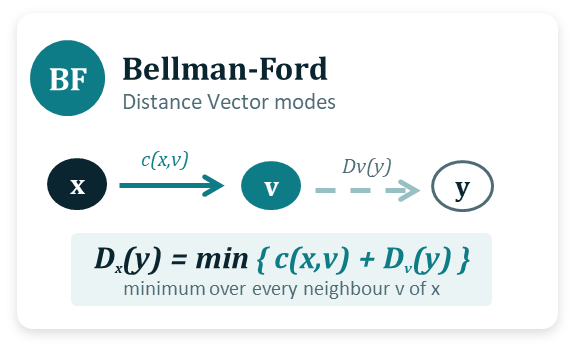 BF
Bellman-Ford
Distance Vector modes
c(x,v)
Dv(y)
x
v
y
Dₓ(y) = min { c(x,v) + Dᵥ(y) }
minimum over every neighbour v of x